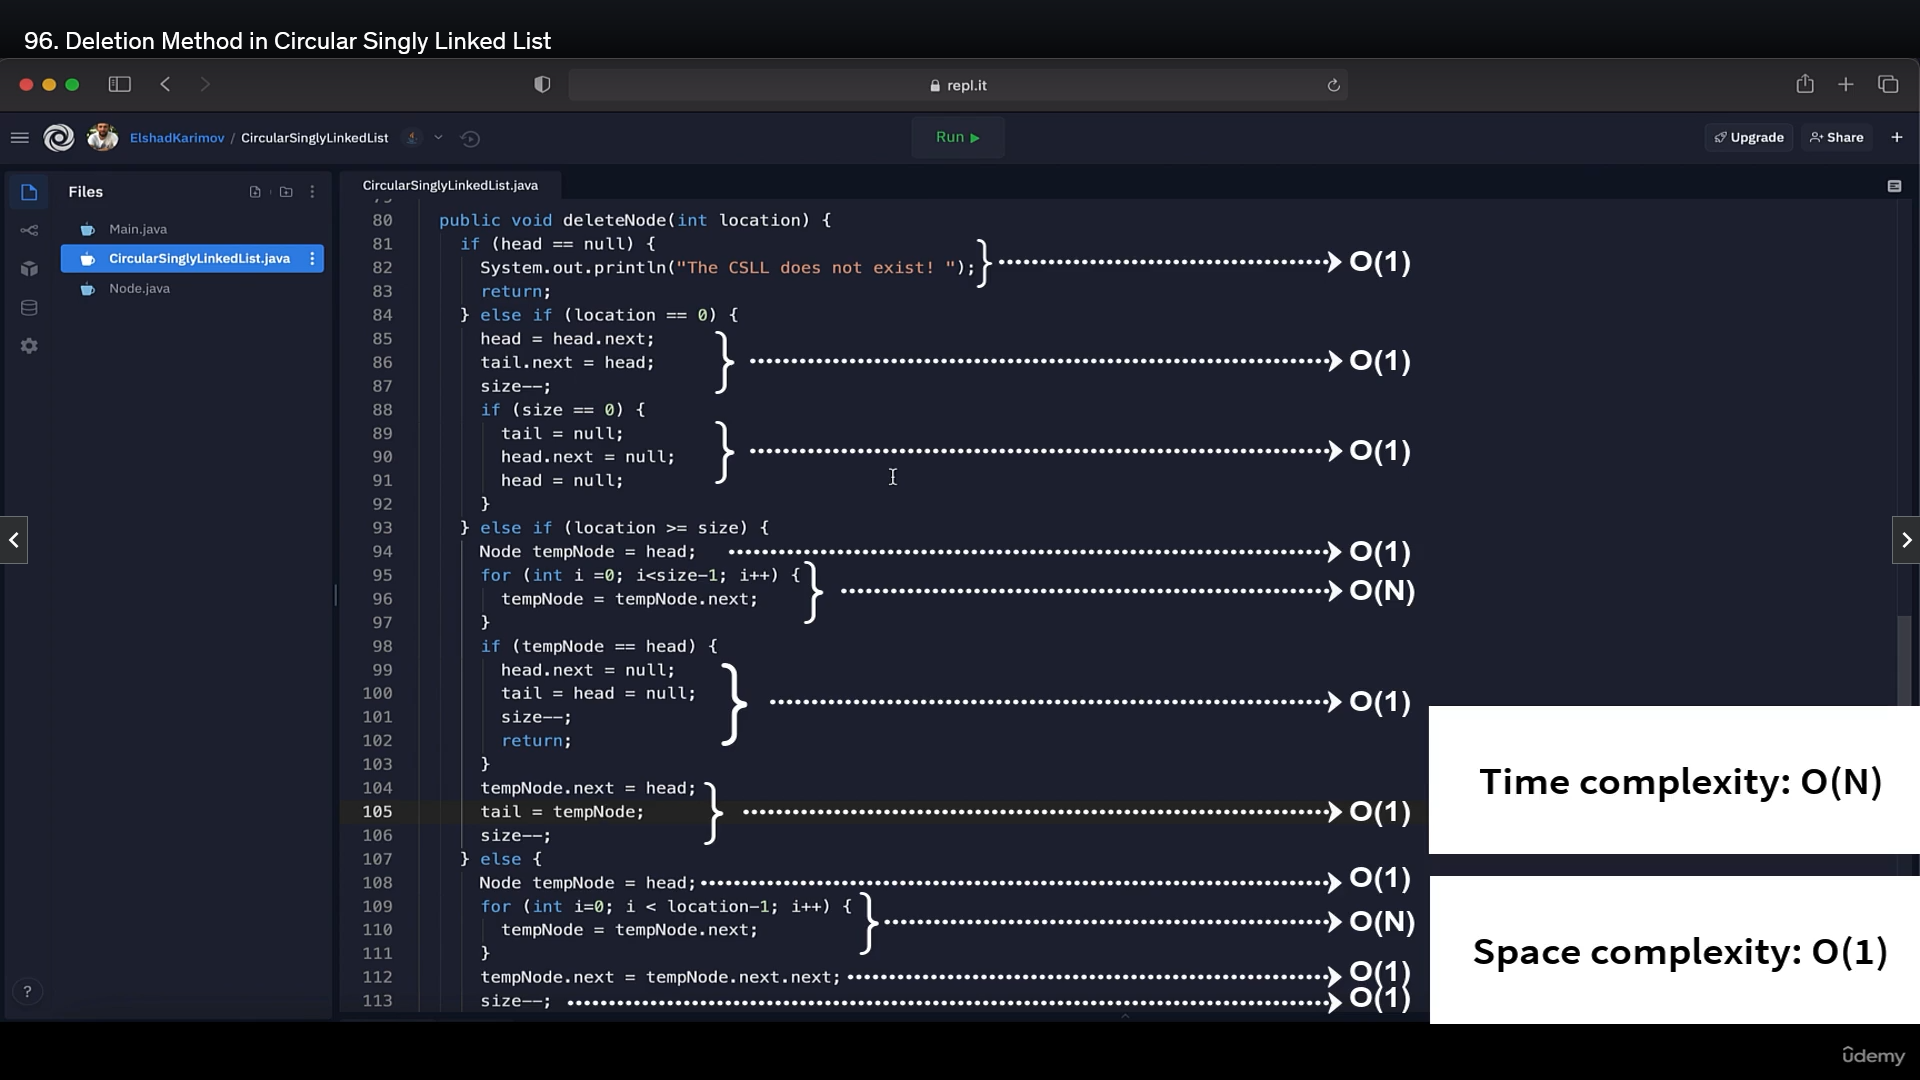 96. Deletion Method in Circular Singly Linked List
repl.it
ElshadKarimov / CircularSinglyLinkedList
Run
Upgrade
Share
Files
Main.java
CircularSinglyLinkedList.java
Node.java
CircularSinglyLinkedList.java
79
80 public void deleteNode(int location) {
81 if (head == null) {
82 System.out.println("The CSLL does not exist! "); O(1)
83 return;
84 } else if (location == 0) {
85 head = head.next;
86 tail.next = head; O(1)
87 size--;
88 if (size == 0) {
89 tail = null;
90 head.next = null; O(1)
91 head = null;
92 }
93 } else if (location >= size) {
94 Node tempNode = head; O(1)
95 for (int i =0; i<size-1; i++) {
96 tempNode = tempNode.next; O(N)
97 }
98 if (tempNode == head) {
99 head.next = null;
100 tail = head = null; O(1)
101 size--;
102 return;
103 }
104 tempNode.next = head;
105 tail = tempNode; O(1)
106 size--;
107 } else {
108 Node tempNode = head; O(1)
109 for (int i=0; i < location-1; i++) {
110 tempNode = tempNode.next; O(N)
111 }
112 tempNode.next = tempNode.next.next; O(1)
113 size--; O(1)
Time complexity: O(N)
Space complexity: O(1)
?
ûdemy